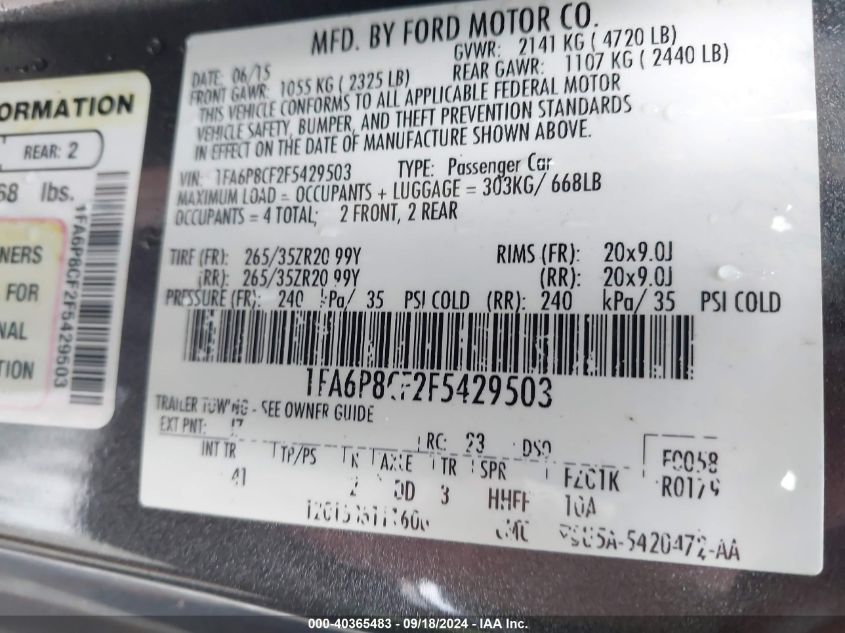 ORMATION
REAR: 2
68 lbs.
NERS
FOR
NAL
TION
1FA6P8CF2F5429503
MFD. BY FORD MOTOR CO.
DATE: 06/15 GVWR: 2141 KG ( 4720 LB)
FRONT GAWR: 1055 KG ( 2325 LB) REAR GAWR: 1107 KG ( 2440 LB)
THIS VEHICLE CONFORMS TO ALL APPLICABLE FEDERAL MOTOR
VEHICLE SAFETY, BUMPER, AND THEFT PREVENTION STANDARDS
IN EFFECT ON THE DATE OF MANUFACTURE SHOWN ABOVE.
VIN: 1FA6P8CF2F5429503 TYPE: Passenger Car
MAXIMUM LOAD = OCCUPANTS + LUGGAGE = 303KG/ 668LB
OCCUPANTS = 4 TOTAL; 2 FRONT, 2 REAR
TIRE (FR): 265/35ZR20 99Y RIMS (FR): 20x9.0J
(RR): 265/35ZR20 99Y (RR): 20x9.0J
PRESSURE (FR): 240 kPa/ 35 PSI COLD (RR): 240 kPa/ 35 PSI COLD
1FA6P8CF2F5429503
TRAILER TOWING - SEE OWNER GUIDE
EXT PNT: RC: 23 DSO
INT TR TP/PS R AXLE TR SPR F0058
41 2 DD 3 HHFF R0179
10A
000-40365483 - 09/18/2024 - IAA Inc.